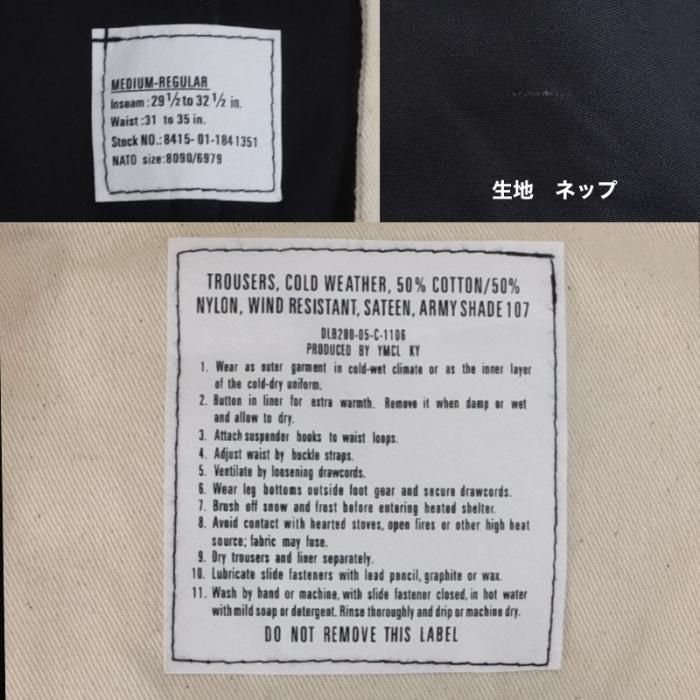 MEDIUM-REGULAR
Inseam:29 1/2 to 32 1/2 in.
Waist:31 to 35 in.
Stock NO.:8415-01-1841351
NATO size:8090/6979
生地 ネップ
TROUSERS, COLD WEATHER, 50% COTTON/50%
NYLON, WIND RESISTANT, SATEEN, ARMY SHADE 107
DLB200-05-C-1106
PRODUCED BY YMCL KY
1. Wear as outer garment in cold-wet climate or as the inner layer
of the cold-dry uniform.
2. Button in liner for extra warmth. Remove it when damp or wet
and allow to dry.
3. Attach suspender hooks to waist loops.
4. Adjust waist by buckle straps.
5. Ventilate by loosening drawcords.
6. Wear leg bottoms outside foot gear and secure drawcords.
7. Brush off snow and frost before entering heated shelter.
8. Avoid contact with hearted stoves, open fires or other high heat
source; fabric may fuse.
9. Dry trousers and liner separately.
10. Lubricate slide fasteners with lead pencil, graphite or wax.
11. Wash by hand or machine, with slide fastener closed, in hot water
with mild soap or detergent. Rinse thoroughly and drip or machine dry.
DO NOT REMOVE THIS LABEL